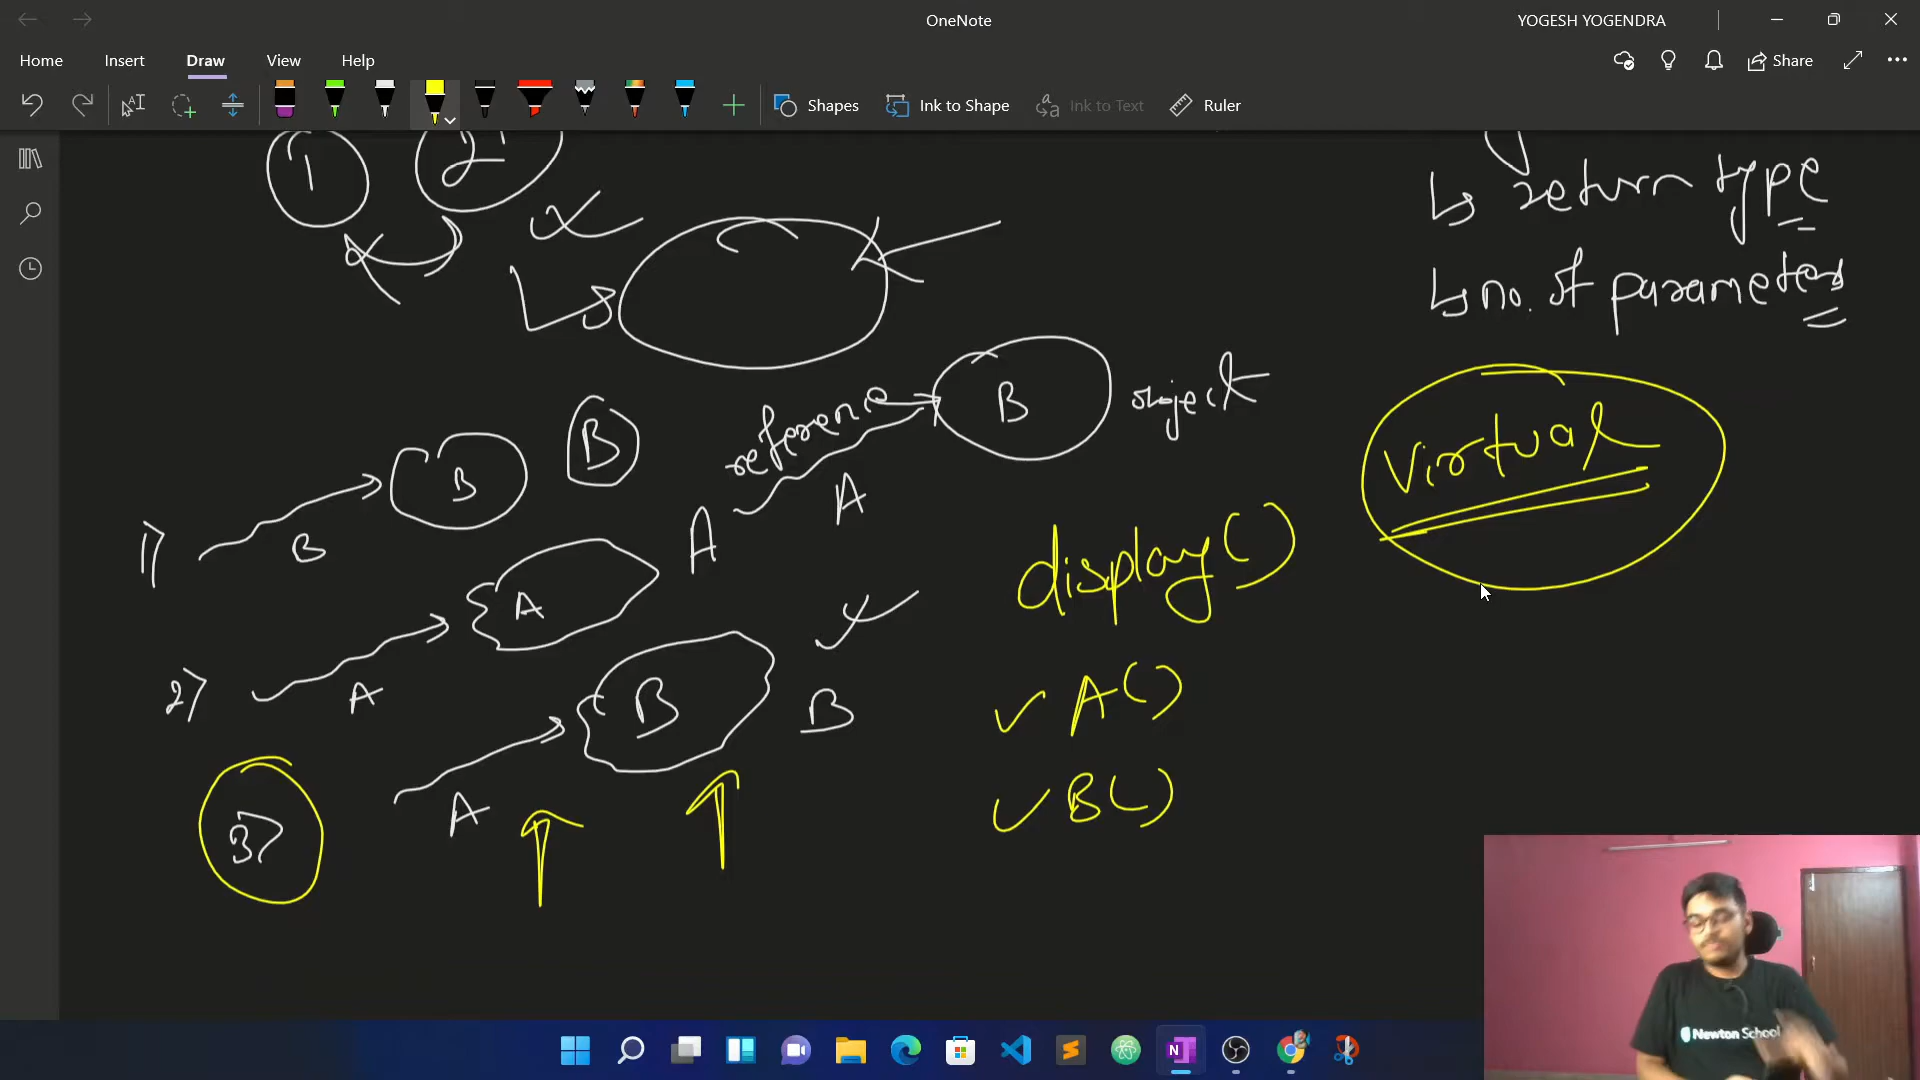 OneNote
YOGESH YOGENDRA
Home Insert Draw View Help
Share
Shapes Ink to Shape Ink to Text Ruler
1 2
return type
no. of parameters
B B reference B object
1) B A A virtual
A display()
2) A B B A()
3) A B()
Newton School